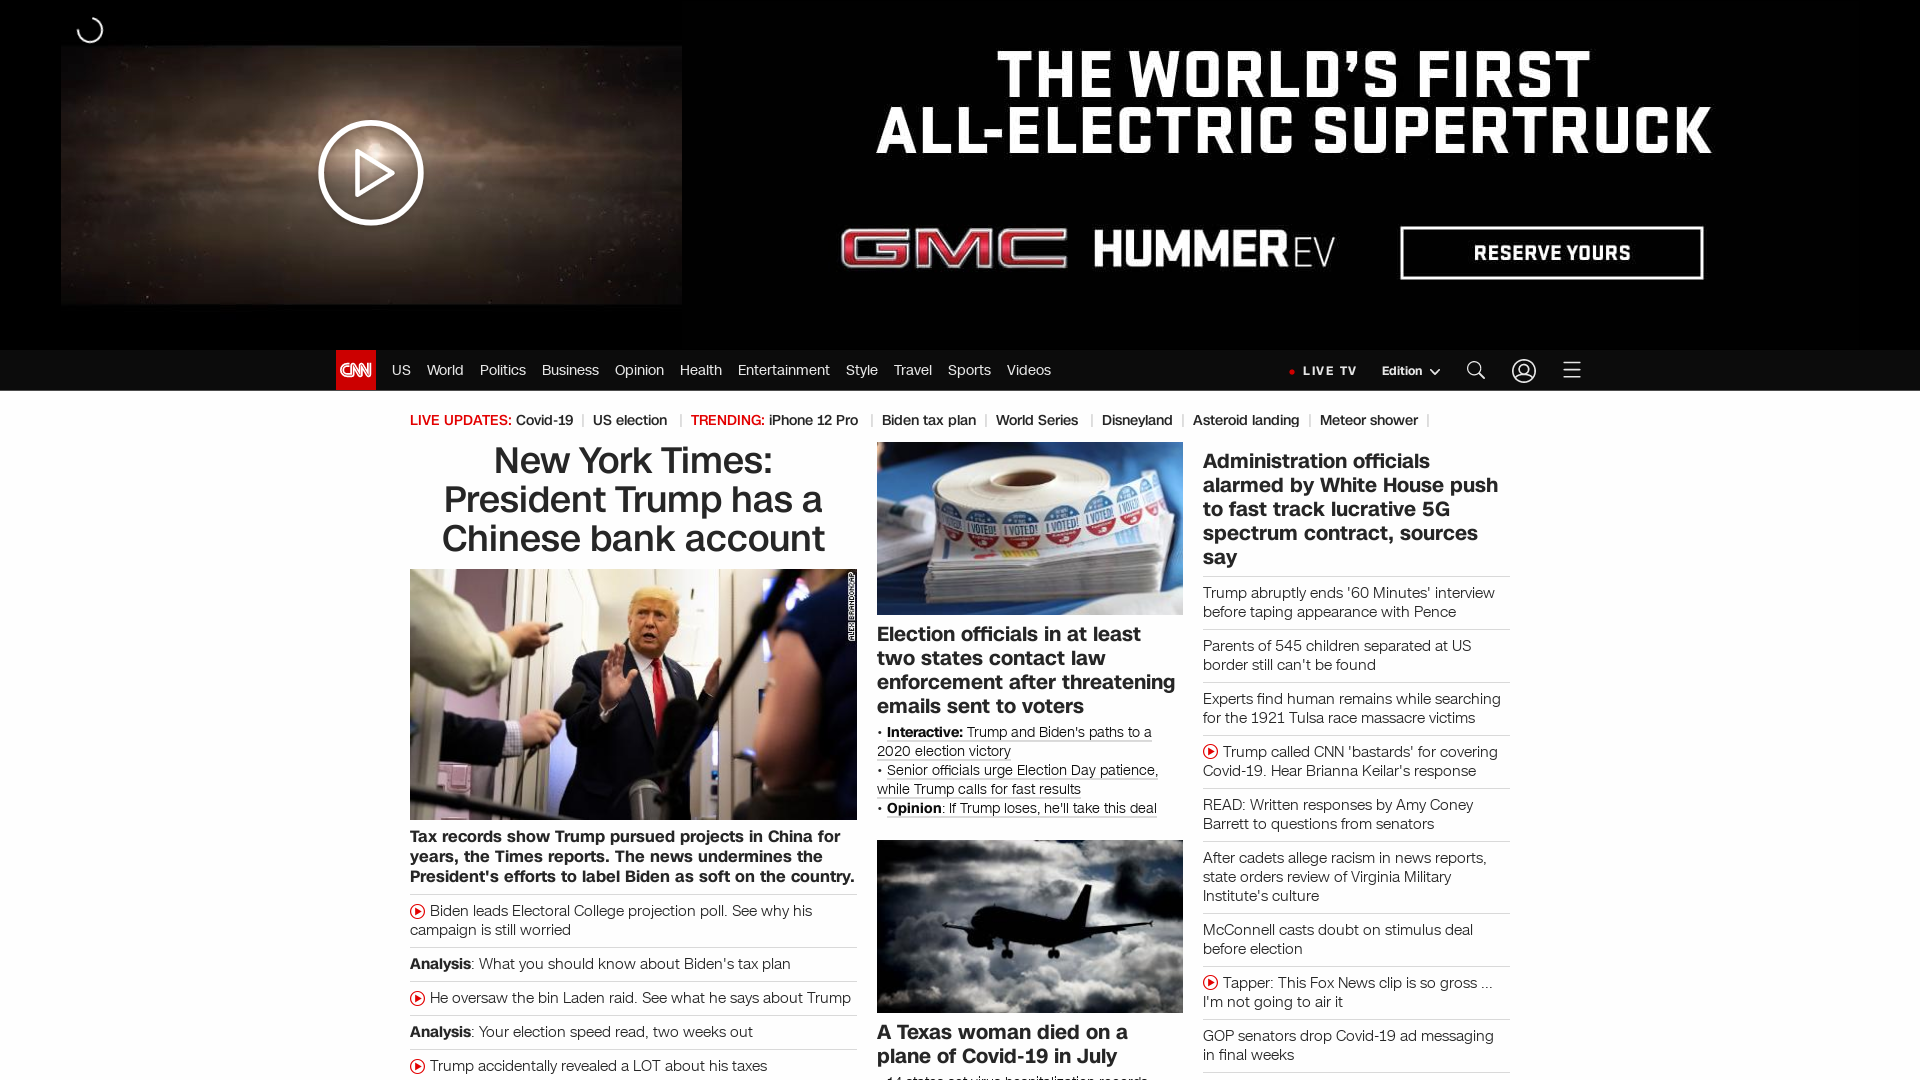 THE WORLD'S FIRST
ALL-ELECTRIC SUPERTRUCK
GMC HUMMER EV
RESERVE YOURS
CNN US World Politics Business Opinion Health Entertainment Style Travel Sports Videos LIVE TV Edition
LIVE UPDATES: Covid-19 US election TRENDING: iPhone 12 Pro Biden tax plan World Series Disneyland Asteroid landing Meteor shower
New York Times:
President Trump has a
Chinese bank account
ALEX BRANDON/AP
Tax records show Trump pursued projects in China for
years, the Times reports. The news undermines the
President's efforts to label Biden as soft on the country.
Biden leads Electoral College projection poll. See why his
campaign is still worried
Analysis: What you should know about Biden's tax plan
He oversaw the bin Laden raid. See what he says about Trump
Analysis: Your election speed read, two weeks out
Trump accidentally revealed a LOT about his taxes
I VOTED! I VOTED! I VOTED! I VOTED!
Election officials in at least
two states contact law
enforcement after threatening
emails sent to voters
• Interactive: Trump and Biden's paths to a
2020 election victory
• Senior officials urge Election Day patience,
while Trump calls for fast results
• Opinion: If Trump loses, he'll take this deal
A Texas woman died on a
plane of Covid-19 in July
• 14 states set virus hospitalization records
Administration officials
alarmed by White House push
to fast track lucrative 5G
spectrum contract, sources
say
Trump abruptly ends '60 Minutes' interview
before taping appearance with Pence
Parents of 545 children separated at US
border still can't be found
Experts find human remains while searching
for the 1921 Tulsa race massacre victims
Trump called CNN 'bastards' for covering
Covid-19. Hear Brianna Keilar's response
READ: Written responses by Amy Coney
Barrett to questions from senators
After cadets allege racism in news reports,
state orders review of Virginia Military
Institute's culture
McConnell casts doubt on stimulus deal
before election
Tapper: This Fox News clip is so gross ...
I'm not going to air it
GOP senators drop Covid-19 ad messaging
in final weeks